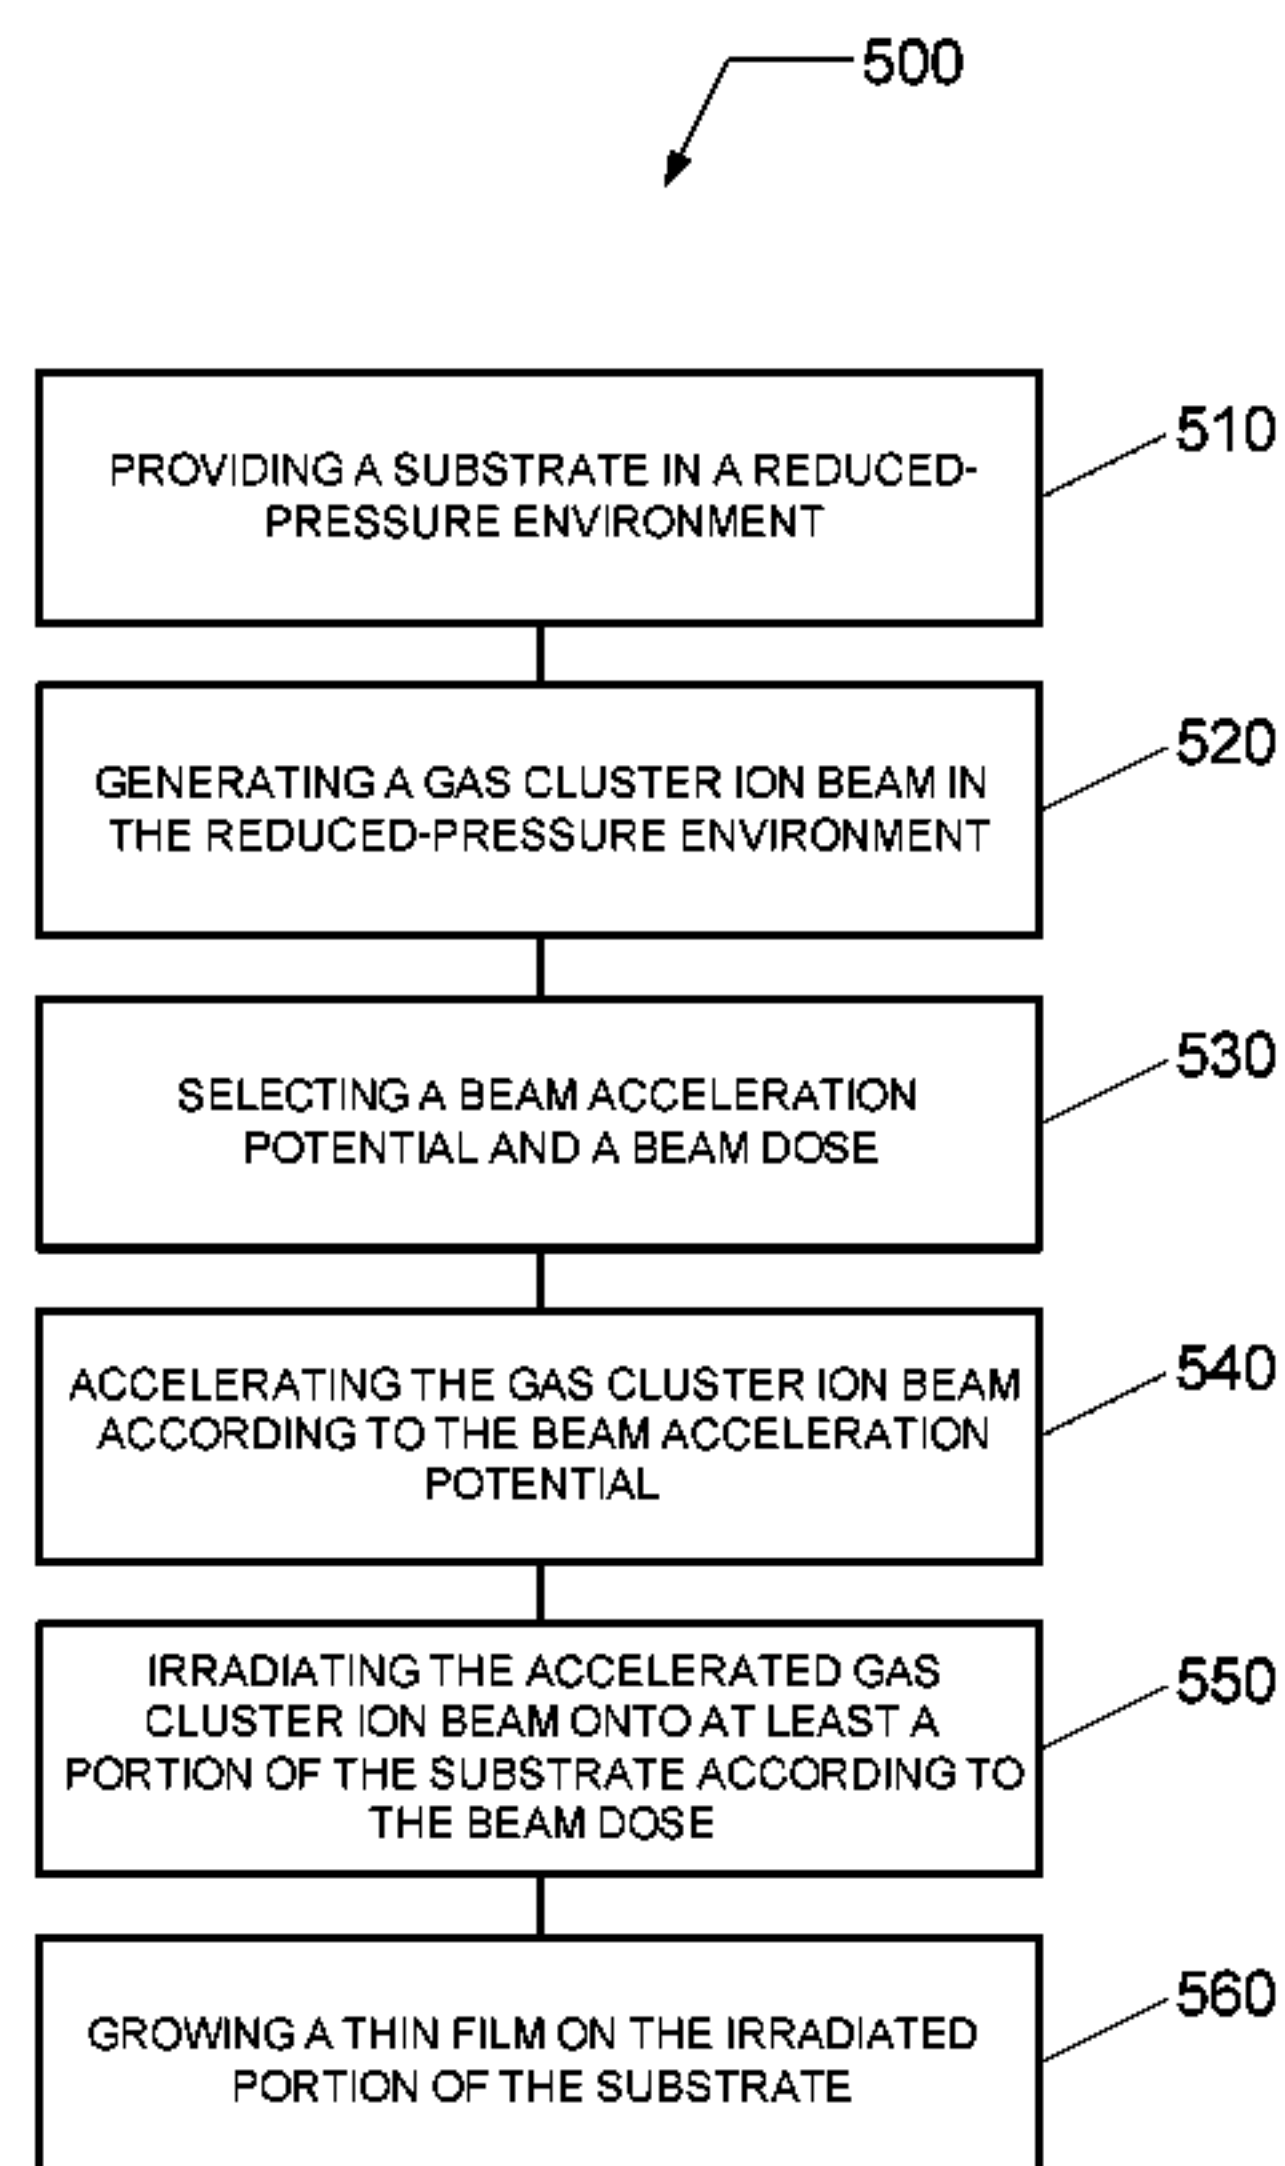 500
510
PROVIDING A SUBSTRATE IN A REDUCED-
PRESSURE ENVIRONMENT
520
GENERATING A GAS CLUSTER ION BEAM IN
THE REDUCED-PRESSURE ENVIRONMENT
530
SELECTING A BEAM ACCELERATION
POTENTIAL AND A BEAM DOSE
540
ACCELERATING THE GAS CLUSTER ION BEAM
ACCORDING TO THE BEAM ACCELERATION
POTENTIAL
550
IRRADIATING THE ACCELERATED GAS
CLUSTER ION BEAM ONTO AT LEAST A
PORTION OF THE SUBSTRATE ACCORDING TO
THE BEAM DOSE
560
GROWING A THIN FILM ON THE IRRADIATED
PORTION OF THE SUBSTRATE